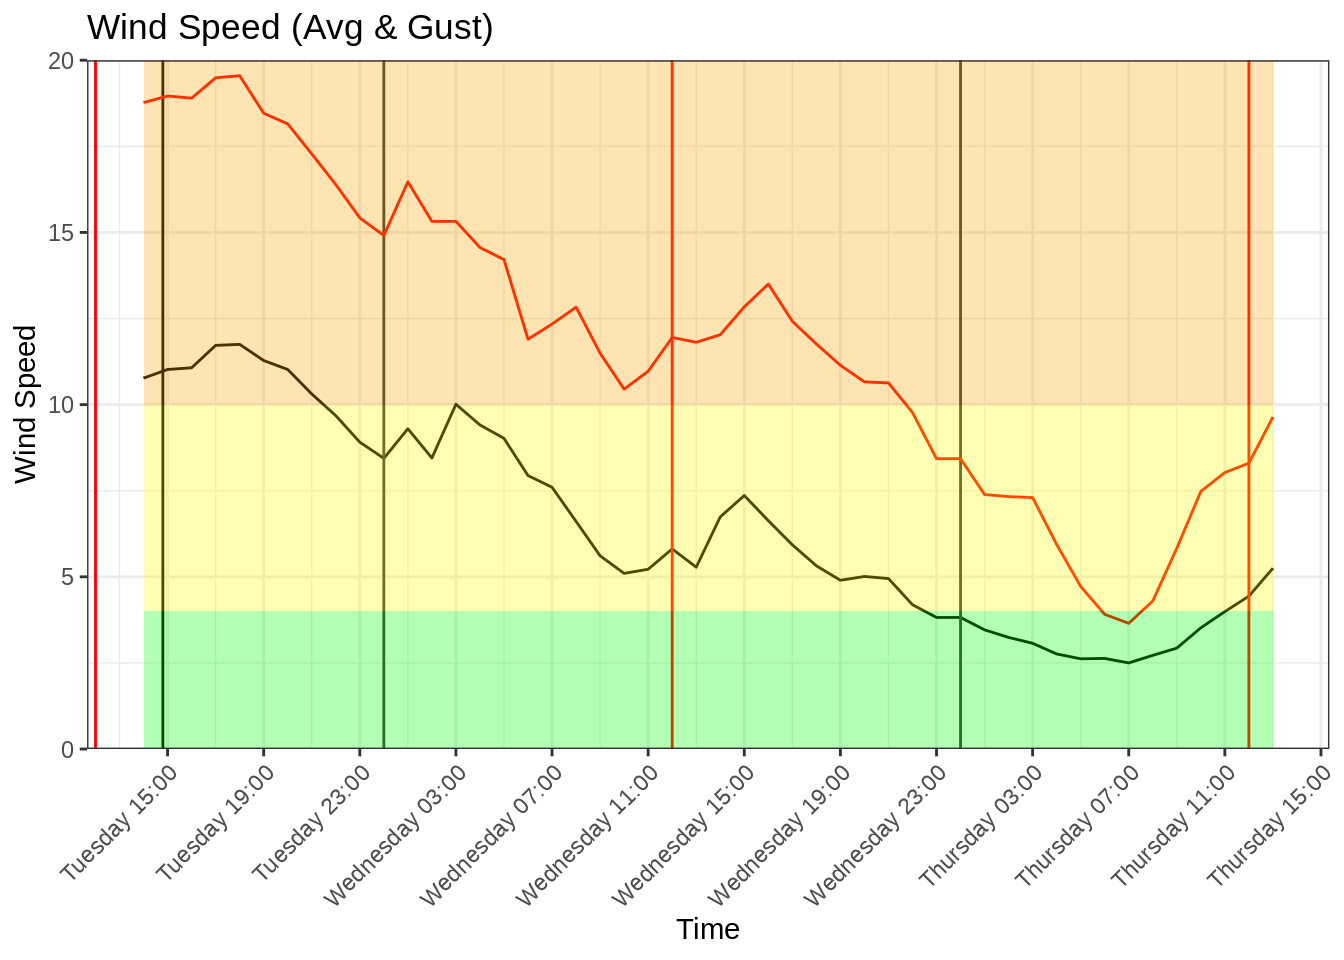 Wind Speed (Avg & Gust)
20
15
10
5
0
Wind Speed
Tuesday 15:00
Tuesday 19:00
Tuesday 23:00
Wednesday 03:00
Wednesday 07:00
Wednesday 11:00
Wednesday 15:00
Wednesday 19:00
Wednesday 23:00
Thursday 03:00
Thursday 07:00
Thursday 11:00
Thursday 15:00
Time